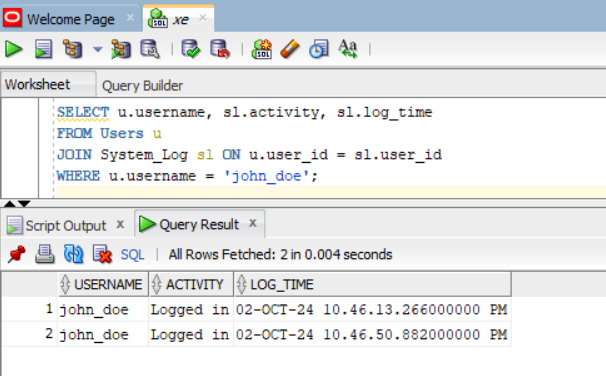 Welcome Page xe
Worksheet Query Builder
SELECT u.username, sl.activity, sl.log_time
FROM Users u
JOIN System_Log sl ON u.user_id = sl.user_id
WHERE u.username = 'john_doe';
Script Output x Query Result x
SQL | All Rows Fetched: 2 in 0.004 seconds
USERNAME ACTIVITY LOG_TIME
1 john_doe Logged in 02-OCT-24 10.46.13.266000000 PM
2 john_doe Logged in 02-OCT-24 10.46.50.882000000 PM